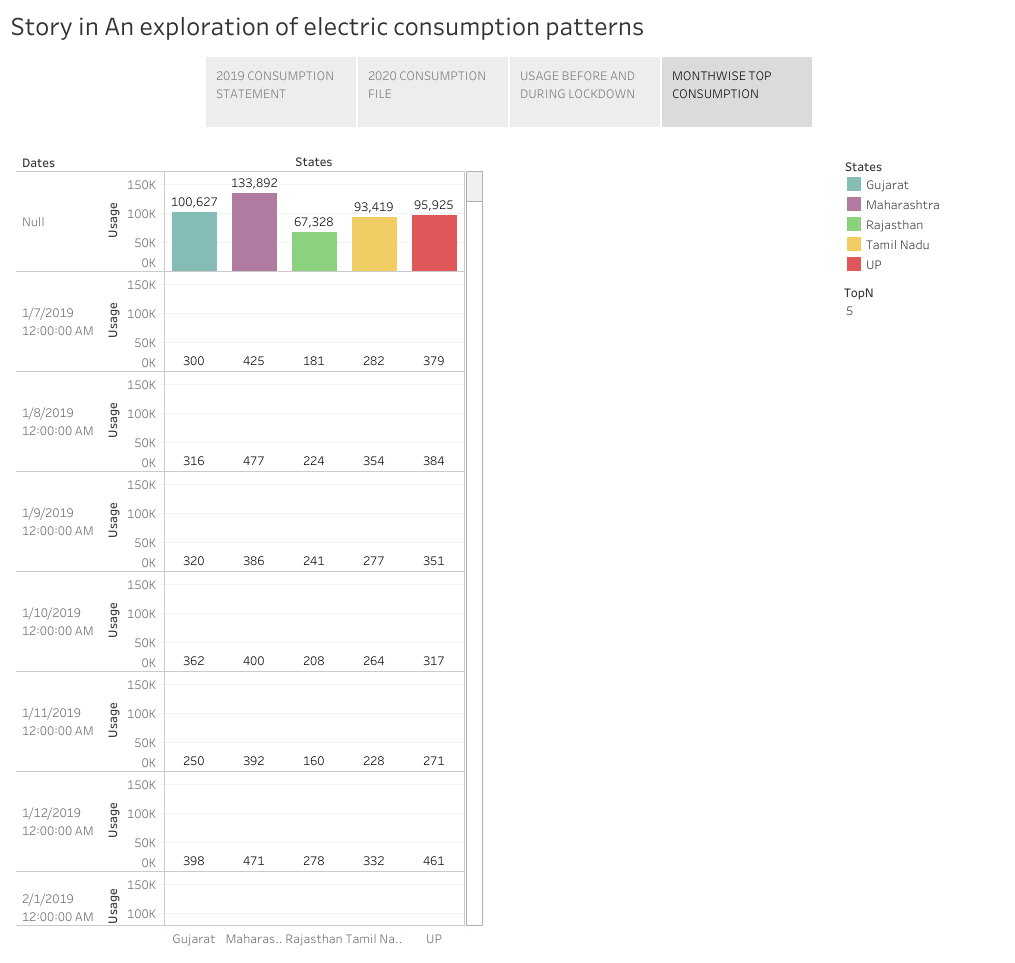 Story in An exploration of electric consumption patterns
2019 CONSUMPTION
STATEMENT
2020 CONSUMPTION
FILE
USAGE BEFORE AND
DURING LOCKDOWN
MONTHWISE TOP
CONSUMPTION
Dates
States
Null
Usage
150K
100K
50K
0K
100,627
133,892
67,328
93,419
95,925
1/7/2019
12:00:00 AM
Usage
150K
100K
50K
0K
300
425
181
282
379
1/8/2019
12:00:00 AM
Usage
150K
100K
50K
0K
316
477
224
354
384
1/9/2019
12:00:00 AM
Usage
150K
100K
50K
0K
320
386
241
277
351
1/10/2019
12:00:00 AM
Usage
150K
100K
50K
0K
362
400
208
264
317
1/11/2019
12:00:00 AM
Usage
150K
100K
50K
0K
250
392
160
228
271
1/12/2019
12:00:00 AM
Usage
150K
100K
50K
0K
398
471
278
332
461
2/1/2019
12:00:00 AM
Usage
150K
100K
Gujarat
Maharas..
Rajasthan
Tamil Na..
UP
States
Gujarat
Maharashtra
Rajasthan
Tamil Nadu
UP
TopN
5